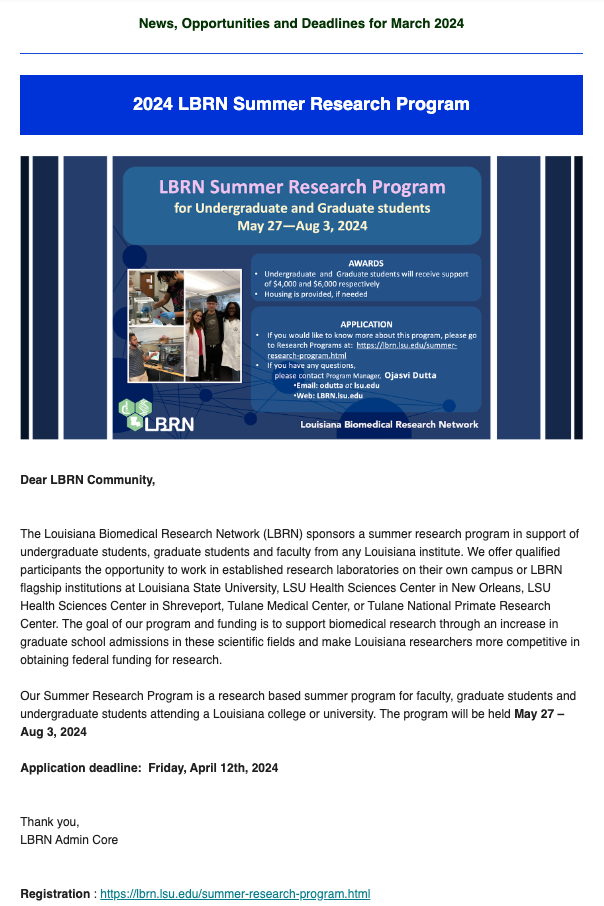 News, Opportunities and Deadlines for March 2024
2024 LBRN Summer Research Program
LBRN Summer Research Program
for Undergraduate and Graduate students
May 27—Aug 3, 2024
AWARDS
• Undergraduate and Graduate students will receive support
of $4,000 and $6,000 respectively
• Housing is provided, if needed
APPLICATION
• If you would like to know more about this program, please go
to Research Programs at: https://lbrn.lsu.edu/summer-
research-program.html
• If you have any questions,
please contact Program Manager, Ojasvi Dutta
•Email: odutta at lsu.edu
•Web: LBRN.lsu.edu
LBRN
Louisiana Biomedical Research Network
Dear LBRN Community,
The Louisiana Biomedical Research Network (LBRN) sponsors a summer research program in support of
undergraduate students, graduate students and faculty from any Louisiana institute. We offer qualified
participants the opportunity to work in established research laboratories on their own campus or LBRN
flagship institutions at Louisiana State University, LSU Health Sciences Center in New Orleans, LSU
Health Sciences Center in Shreveport, Tulane Medical Center, or Tulane National Primate Research
Center. The goal of our program and funding is to support biomedical research through an increase in
graduate school admissions in these scientific fields and make Louisiana researchers more competitive in
obtaining federal funding for research.
Our Summer Research Program is a research based summer program for faculty, graduate students and
undergraduate students attending a Louisiana college or university. The program will be held May 27 –
Aug 3, 2024
Application deadline:  Friday, April 12th, 2024
Thank you,
LBRN Admin Core
Registration : https://lbrn.lsu.edu/summer-research-program.html